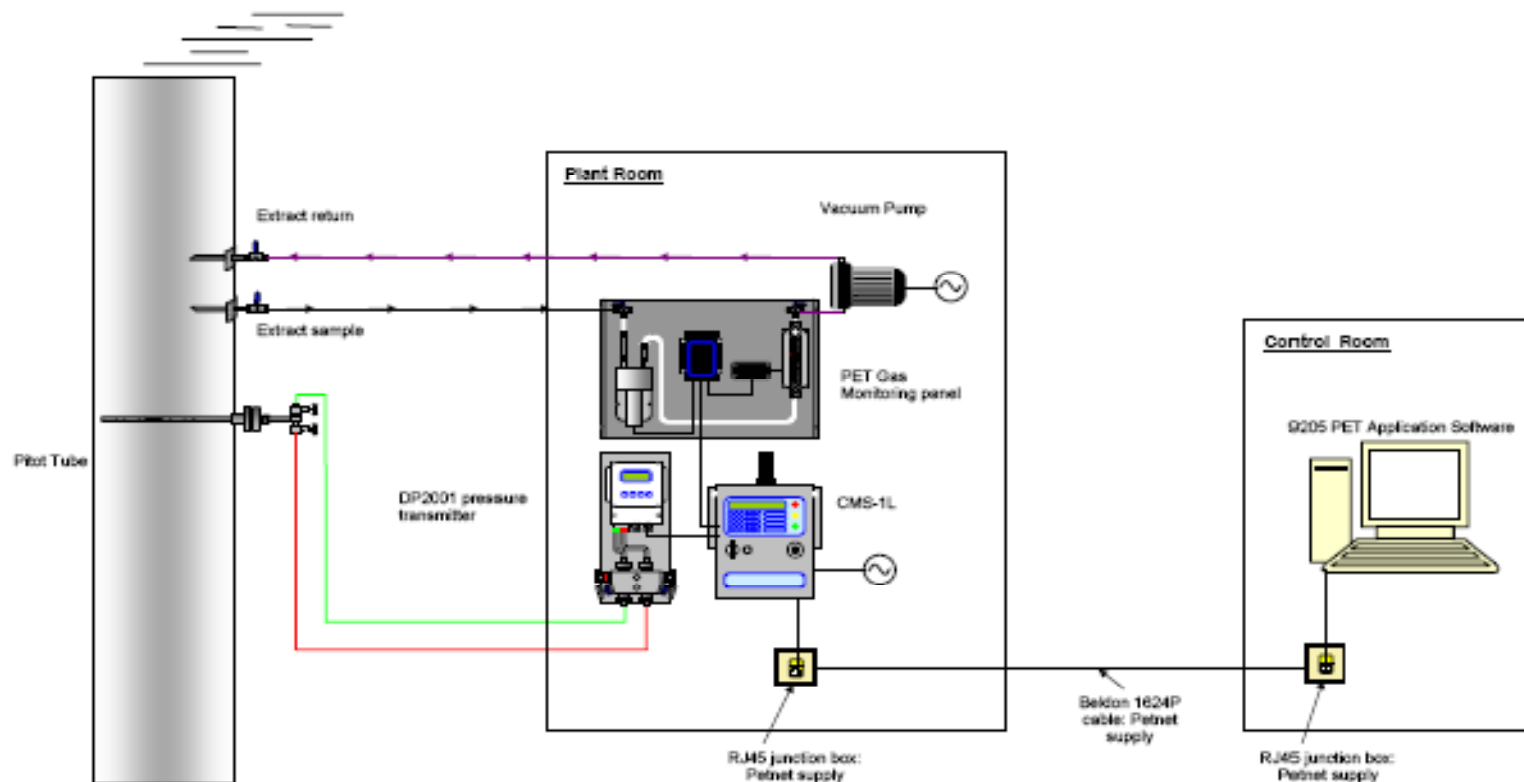 Plant Room
Vacuum Pump
Extract return
Extract sample
Control Room
PET Gas
Monitoring panel
9205 PET Application Software
Pitot Tube
DP2001 pressure
transmitter
CMS-1L
Beldon 1624P
cable: Petnet
supply
RJ45 junction box:
Petnet supply
RJ45 junction box:
Petnet supply